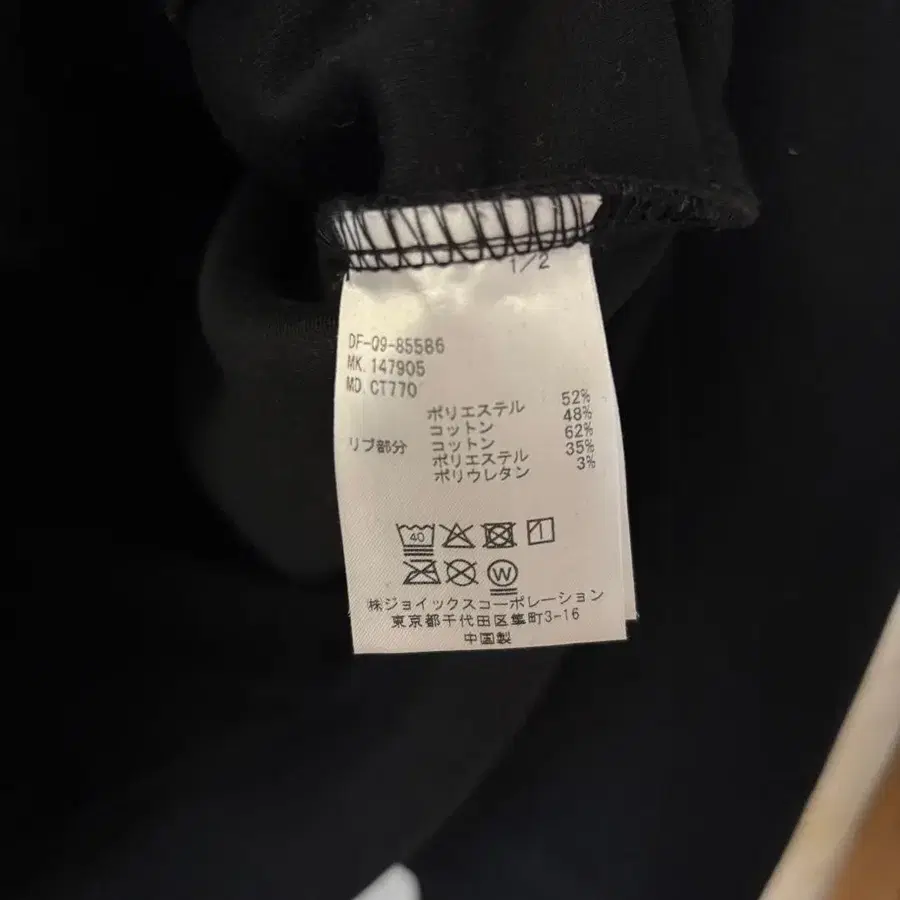 1/2
DF-09-85586
MK. 147905
MD. CT770
ポリエステル 52%
コットン 48%
リブ部分 コットン 62%
ポリエステル 35%
ポリウレタン 3%
40
W
㈱ジョイックスコーポレーション
東京都千代田区隼町3-16
中国製